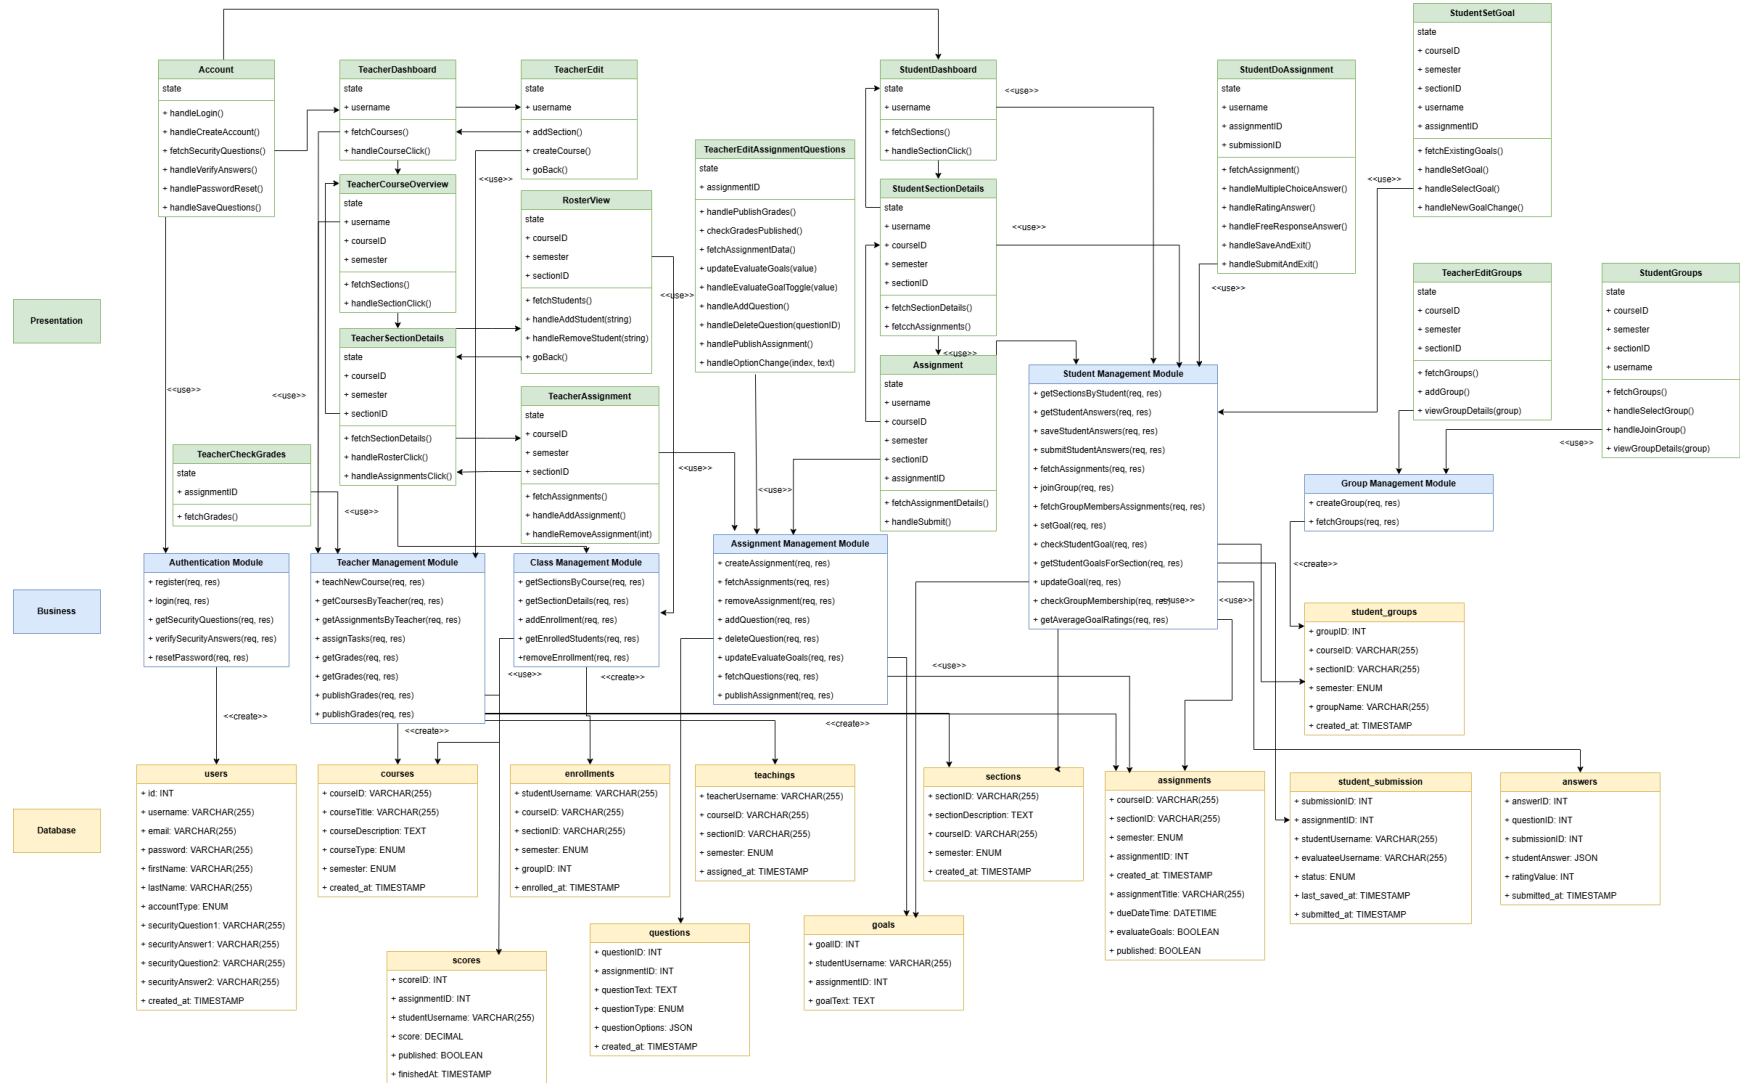 StudentSetGoal
state
+ courseID
+ semester
+ sectionID
+ username
+ assignmentID
+ fetchExistingGoals()
+ handleSetGoal()
+ handleSelectGoal()
+ handleNewGoalChange()
Account
state
+ handleLogin()
+ handleCreateAccount()
+ fetchSecurityQuestions()
+ handleVerifyAnswers()
+ handlePasswordReset()
+ handleSaveQuestions()
TeacherDashboard
state
+ username
+ fetchCourses()
+ handleCourseClick()
TeacherEdit
state
+ username
+ addSection()
+ createCourse()
+ goBack()
StudentDashboard
state
+ username
+ fetchSections()
+ handleSectionClick()
<<use>>
StudentDoAssignment
state
+ username
+ assignmentID
+ submissionID
+ fetchAssignment()
+ handleMultipleChoiceAnswer()
+ handleRatingAnswer()
+ handleFreeResponseAnswer()
+ handleSaveAndExit()
+ handleSubmitAndExit()
<<use>>
<<use>>
TeacherEditAssignmentQuestions
state
+ assignmentID
+ handlePublishGrades()
+ checkGradesPublished()
+ fetchAssignmentData()
+ updateEvaluateGoals(value)
+ handleEvaluateGoalToggle(value)
+ handleAddQuestion()
+ handleDeleteQuestion(questionID)
+ handlePublishAssignment()
+ handleOptionChange(index, text)
TeacherCourseOverview
state
+ username
+ courseID
+ semester
+ fetchSections()
+ handleSectionClick()
<<use>>
RosterView
state
+ courseID
+ semester
+ sectionID
+ fetchStudents()
+ handleAddStudent(string)
+ handleRemoveStudent(string)
+ goBack()
<<use>>
StudentSectionDetails
state
+ username
+ courseID
+ semester
+ sectionID
+ fetchSectionDetails()
+ fetcchAssignments()
<<use>>
<<use>>
TeacherEditGroups
state
+ courseID
+ semester
+ sectionID
+ fetchGroups()
+ addGroup()
+ viewGroupDetails(group)
StudentGroups
state
+ courseID
+ semester
+ sectionID
+ username
+ fetchGroups()
+ handleSelectGroup()
+ handleJoinGroup()
+ viewGroupDetails(group)
<<use>>
Presentation
TeacherSectionDetails
state
+ courseID
+ semester
+ sectionID
+ fetchSectionDetails()
+ handleRosterClick()
+ handleAssignmentsClick()
<<use>>
<<use>>
TeacherAssignment
state
+ courseID
+ semester
+ sectionID
+ fetchAssignments()
+ handleAddAssignment()
+ handleRemoveAssignment(int)
<<use>>
<<use>>
Assignment
state
+ username
+ courseID
+ semester
+ sectionID
+ assignmentID
+ fetchAssignmentDetails()
+ handleSubmit()
Student Management Module
+ getSectionsByStudent(req, res)
+ getStudentAnswers(req, res)
+ saveStudentAnswers(req, res)
+ submitStudentAnswers(req, res)
+ fetchAssignments(req, res)
+ joinGroup(req, res)
+ fetchGroupMembersAssignments(req, res)
+ setGoal(req, res)
+ checkStudentGoal(req, res)
+ getStudentGoalsForSection(req, res)
+ updateGoal(req, res)
+ checkGroupMembership(req, res)
+ getAverageGoalRatings(req, res)
<<use>>
TeacherCheckGrades
state
+ assignmentID
+ fetchGrades()
<<use>>
Group Management Module
+ createGroup(req, res)
+ fetchGroups(req, res)
<<create>>
Business
Authentication Module
+ register(req, res)
+ login(req, res)
+ getSecurityQuestions(req, res)
+ verifySecurityAnswers(req, res)
+ resetPassword(req, res)
<<create>>
Teacher Management Module
+ teachNewCourse(req, res)
+ getCoursesByTeacher(req, res)
+ getAssignmentsByTeacher(req, res)
+ assignTasks(req, res)
+ getGrades(req, res)
+ getGrades(req, res)
+ publishGrades(req, res)
+ publishGrades(req, res)
<<create>>
Class Management Module
+ getSectionsByCourse(req, res)
+ getSectionDetails(req, res)
+ addEnrollment(req, res)
+ getEnrolledStudents(req, res)
+removeEnrollment(req, res)
<<use>>
<<create>>
Assignment Management Module
+ createAssignment(req, res)
+ fetchAssignments(req, res)
+ removeAssignment(req, res)
+ addQuestion(req, res)
+ deleteQuestion(req, res)
+ updateEvaluateGoals(req, res)
+ fetchQuestions(req, res)
+ publishAssignment(req, res)
<<use>>
<<use>>
<<create>>
student_groups
+ groupID: INT
+ courseID: VARCHAR(255)
+ sectionID: VARCHAR(255)
+ semester: ENUM
+ groupName: VARCHAR(255)
+ created_at: TIMESTAMP
Database
users
+ id: INT
+ username: VARCHAR(255)
+ email: VARCHAR(255)
+ password: VARCHAR(255)
+ firstName: VARCHAR(255)
+ lastName: VARCHAR(255)
+ accountType: ENUM
+ securityQuestion1: VARCHAR(255)
+ securityAnswer1: VARCHAR(255)
+ securityQuestion2: VARCHAR(255)
+ securityAnswer2: VARCHAR(255)
+ created_at: TIMESTAMP
courses
+ courseID: VARCHAR(255)
+ courseTitle: VARCHAR(255)
+ courseDescription: TEXT
+ courseType: ENUM
+ semester: ENUM
+ created_at: TIMESTAMP
enrollments
+ studentUsername: VARCHAR(255)
+ courseID: VARCHAR(255)
+ sectionID: VARCHAR(255)
+ semester: ENUM
+ groupID: INT
+ enrolled_at: TIMESTAMP
teachings
+ teacherUsername: VARCHAR(255)
+ courseID: VARCHAR(255)
+ sectionID: VARCHAR(255)
+ semester: ENUM
+ assigned_at: TIMESTAMP
sections
+ sectionID: VARCHAR(255)
+ sectionDescription: TEXT
+ courseID: VARCHAR(255)
+ semester: ENUM
+ created_at: TIMESTAMP
assignments
+ courseID: VARCHAR(255)
+ sectionID: VARCHAR(255)
+ semester: ENUM
+ assignmentID: INT
+ created_at: TIMESTAMP
+ assignmentTitle: VARCHAR(255)
+ dueDateTime: DATETIME
+ evaluateGoals: BOOLEAN
+ published: BOOLEAN
student_submission
+ submissionID: INT
+ assignmentID: INT
+ studentUsername: VARCHAR(255)
+ evaluateeUsername: VARCHAR(255)
+ status: ENUM
+ last_saved_at: TIMESTAMP
+ submitted_at: TIMESTAMP
answers
+ answerID: INT
+ questionID: INT
+ submissionID: INT
+ studentAnswer: JSON
+ ratingValue: INT
+ submitted_at: TIMESTAMP
scores
+ scoreID: INT
+ assignmentID: INT
+ studentUsername: VARCHAR(255)
+ score: DECIMAL
+ published: BOOLEAN
+ finishedAt: TIMESTAMP
questions
+ questionID: INT
+ assignmentID: INT
+ questionText: TEXT
+ questionType: ENUM
+ questionOptions: JSON
+ created_at: TIMESTAMP
goals
+ goalID: INT
+ studentUsername: VARCHAR(255)
+ assignmentID: INT
+ goalText: TEXT